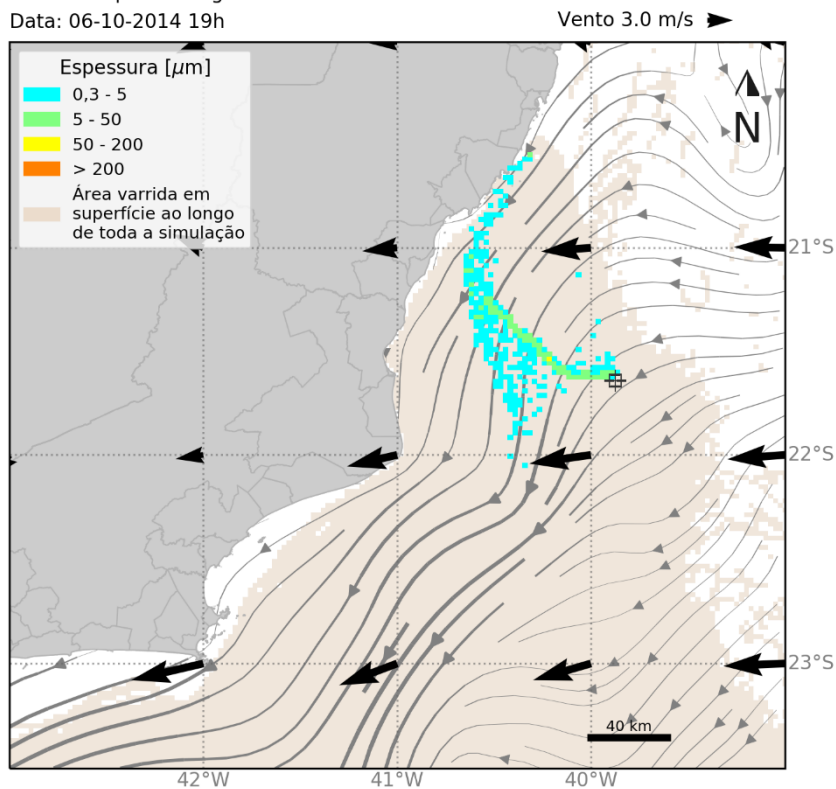 Data: 06-10-2014 19h
Vento 3.0 m/s
Espessura [μm]
0,3 - 5
5 - 50
50 - 200
> 200
Área varrida em
superfície ao longo
de toda a simulação
N
21°S
22°S
23°S
40 km
42°W
41°W
40°W